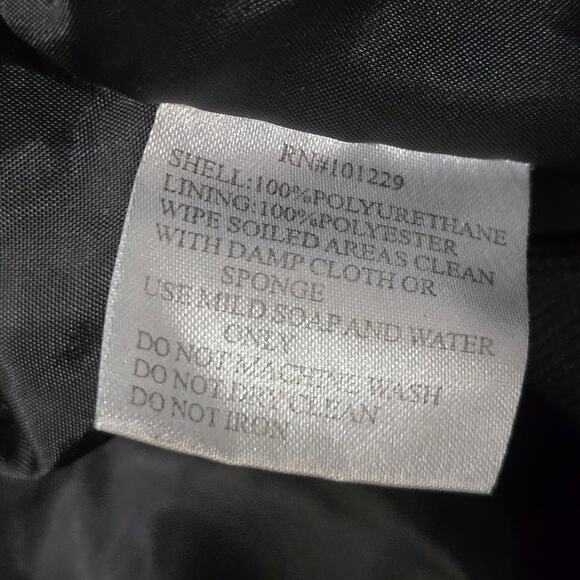 RN#101229
SHELL:100%POLYURETHANE
LINING:100%POLYESTER
WIPE SOILED AREAS CLEAN
WITH DAMP CLOTH OR
SPONGE
USE MILD SOAP AND WATER
ONLY
DO NOT MACHINE WASH
DO NOT DRY CLEAN
DO NOT IRON